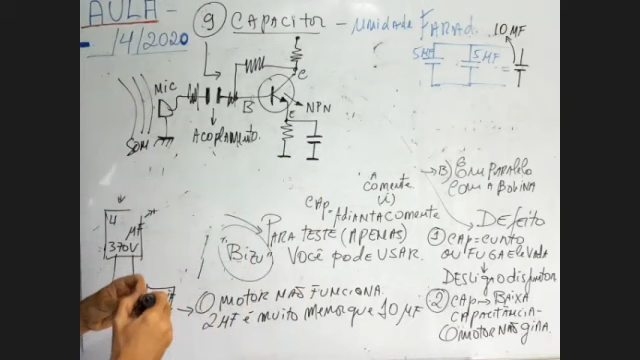 AULA-
/4/2020
9 CAPACITOR - unidade FARAD.
10 MF
5MF
5MF
=
MIC
SOM
B
C
E
NPN
ACOPLAMENTO.
B) EM PARALELO
COM A BOBINA
A
CORRENTE
CAP=ADIANTA CORRENTE
4
MF
370V
"Bizu"
PARA TESTE (APENAS)
VOCÊ PODE USAR.
O MOTOR NÃO FUNCIONA.
2MF É MUITO MENOR QUE 10MF
DEFEITO
1 CAP=CURTO
OU FUGA ELEVADA
DESLIGA O DISJUNTOR
2 CAP → BAIXA
CAPACITÂNCIA-
O MOTOR NÃO GIRA.